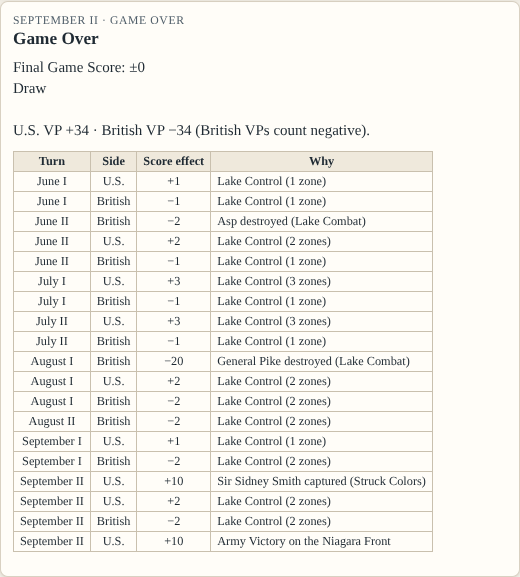 SEPTEMBER II · GAME OVER
Game Over
Final Game Score: ±0
Draw
U.S. VP +34 · British VP −34 (British VPs count negative).
Turn Side Score effect Why
June I U.S. +1 Lake Control (1 zone)
June I British −1 Lake Control (1 zone)
June II British −2 Asp destroyed (Lake Combat)
June II U.S. +2 Lake Control (2 zones)
June II British −1 Lake Control (1 zone)
July I U.S. +3 Lake Control (3 zones)
July I British −1 Lake Control (1 zone)
July II U.S. +3 Lake Control (3 zones)
July II British −1 Lake Control (1 zone)
August I British −20 General Pike destroyed (Lake Combat)
August I U.S. +2 Lake Control (2 zones)
August I British −2 Lake Control (2 zones)
August II British −2 Lake Control (2 zones)
September I U.S. +1 Lake Control (1 zone)
September I British −2 Lake Control (2 zones)
September II U.S. +10 Sir Sidney Smith captured (Struck Colors)
September II U.S. +2 Lake Control (2 zones)
September II British −2 Lake Control (2 zones)
September II U.S. +10 Army Victory on the Niagara Front